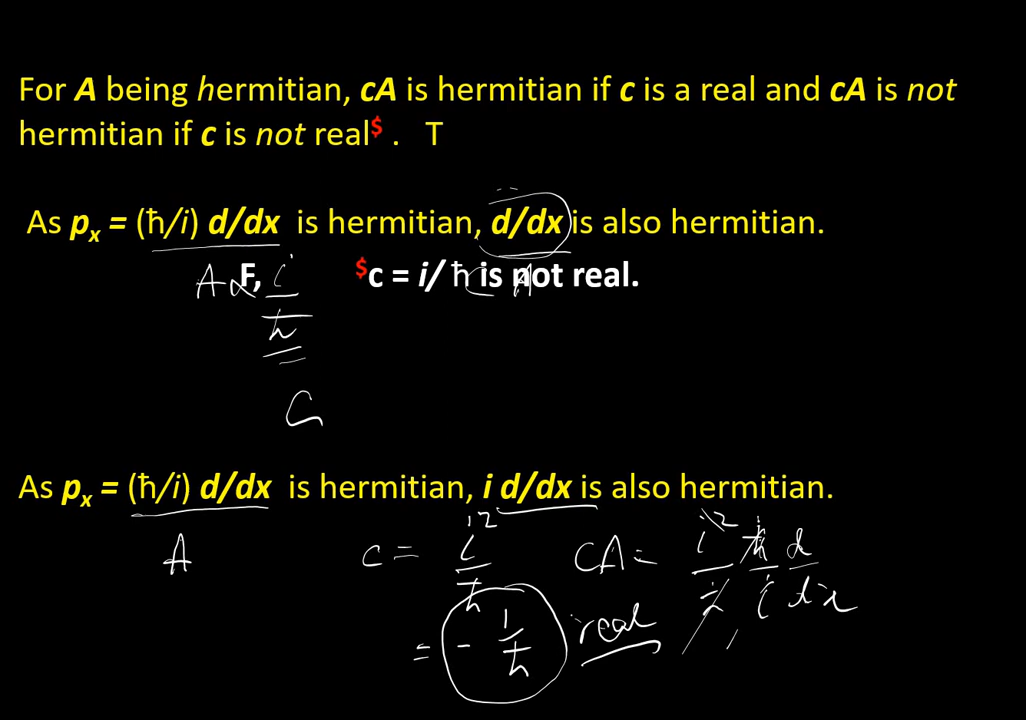 For A being hermitian, cA is hermitian if c is a real and cA is not
hermitian if c is not real$ . T
As px = (ħ/i) d/dx is hermitian, d/dx is also hermitian.
F, $c = i/ ħ is not real.
A × i/ħ
c A
C
As px = (ħ/i) d/dx is hermitian, i d/dx is also hermitian.
A c = i²/ħ CA = i² ħ/i d/dx
= - 1/ħ real